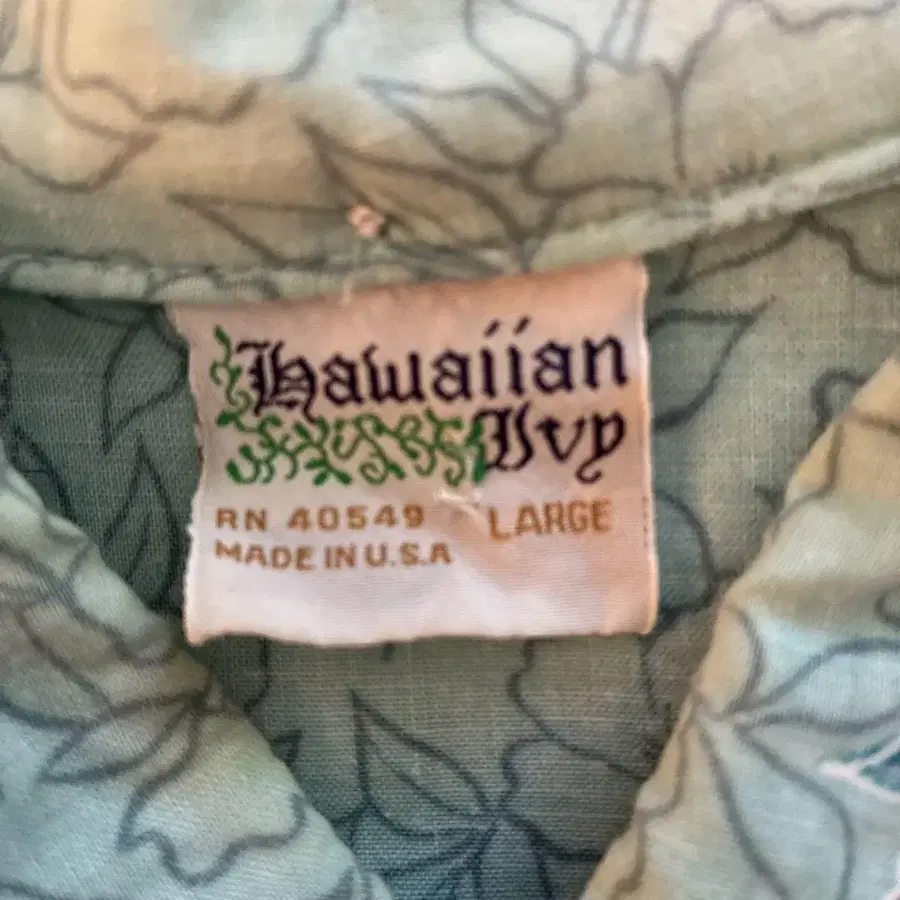 Hawaiian
Ivy
RN 40549 LARGE
MADE IN U.S.A